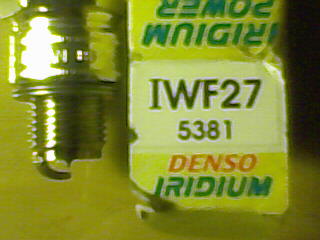 IRIDIUM
POWER
IWF27
5381
DENSO
IRIDIUM